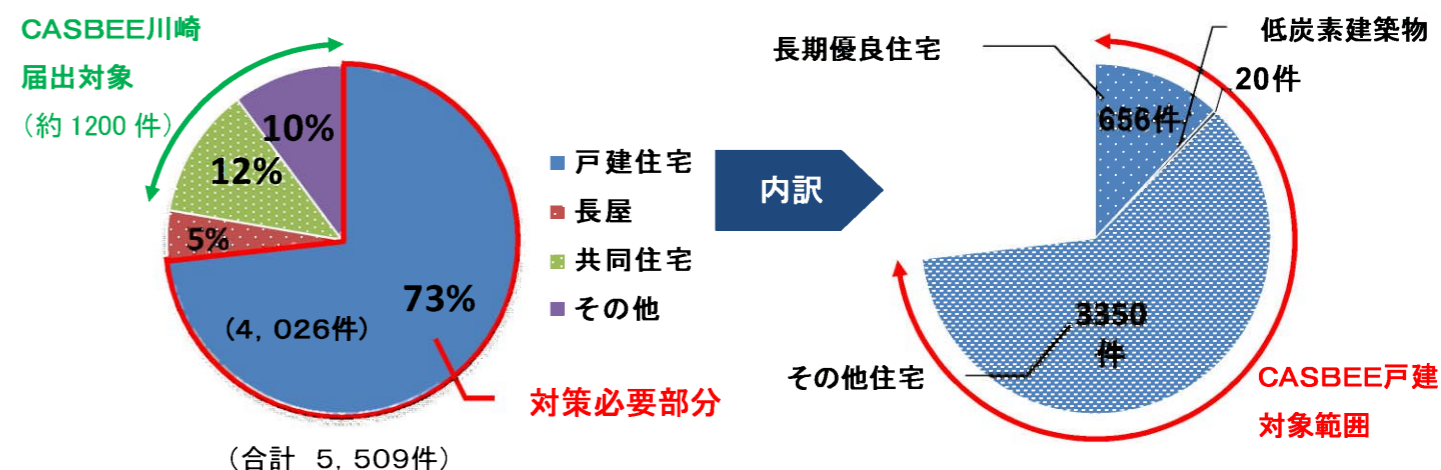 CASBEE川崎
届出対象
（約 1200 件）
10%
12%
5%
73%
（4，026件）
対策必要部分
（合計 5，509件）
戸建住宅
長屋
共同住宅
その他
内訳
長期優良住宅
低炭素建築物
20件
656件
3350
件
その他住宅
CASBEE戸建
対象範囲